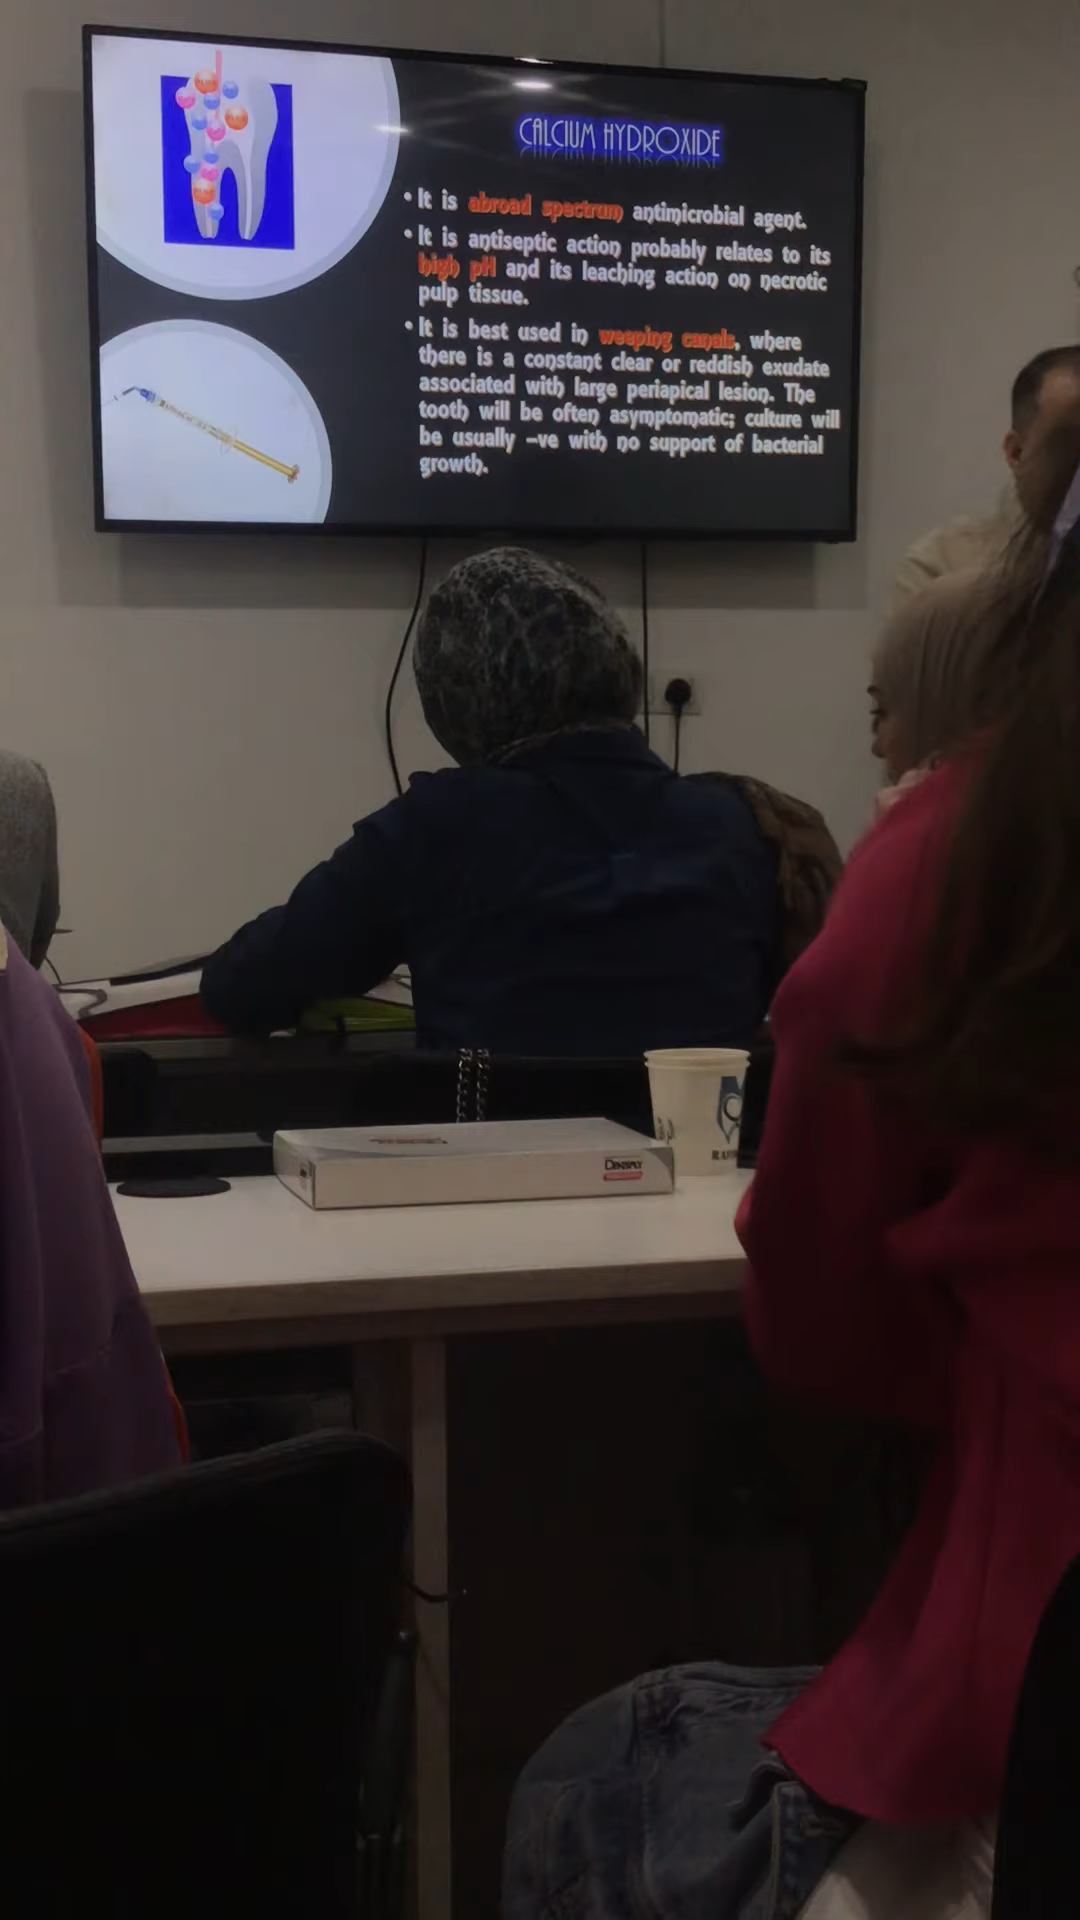 CALCIUM HYDROXIDE
• It is abroad spectrum antimicrobial agent.
• It is antiseptic action probably relates to its
high pH and its leaching action on necrotic
pulp tissue.
• It is best used in weeping canals, where
there is a constant clear or reddish exudate
associated with large periapical lesion. The
tooth will be often asymptomatic; culture will
be usually –ve with no support of bacterial
growth.
DENTSPLY